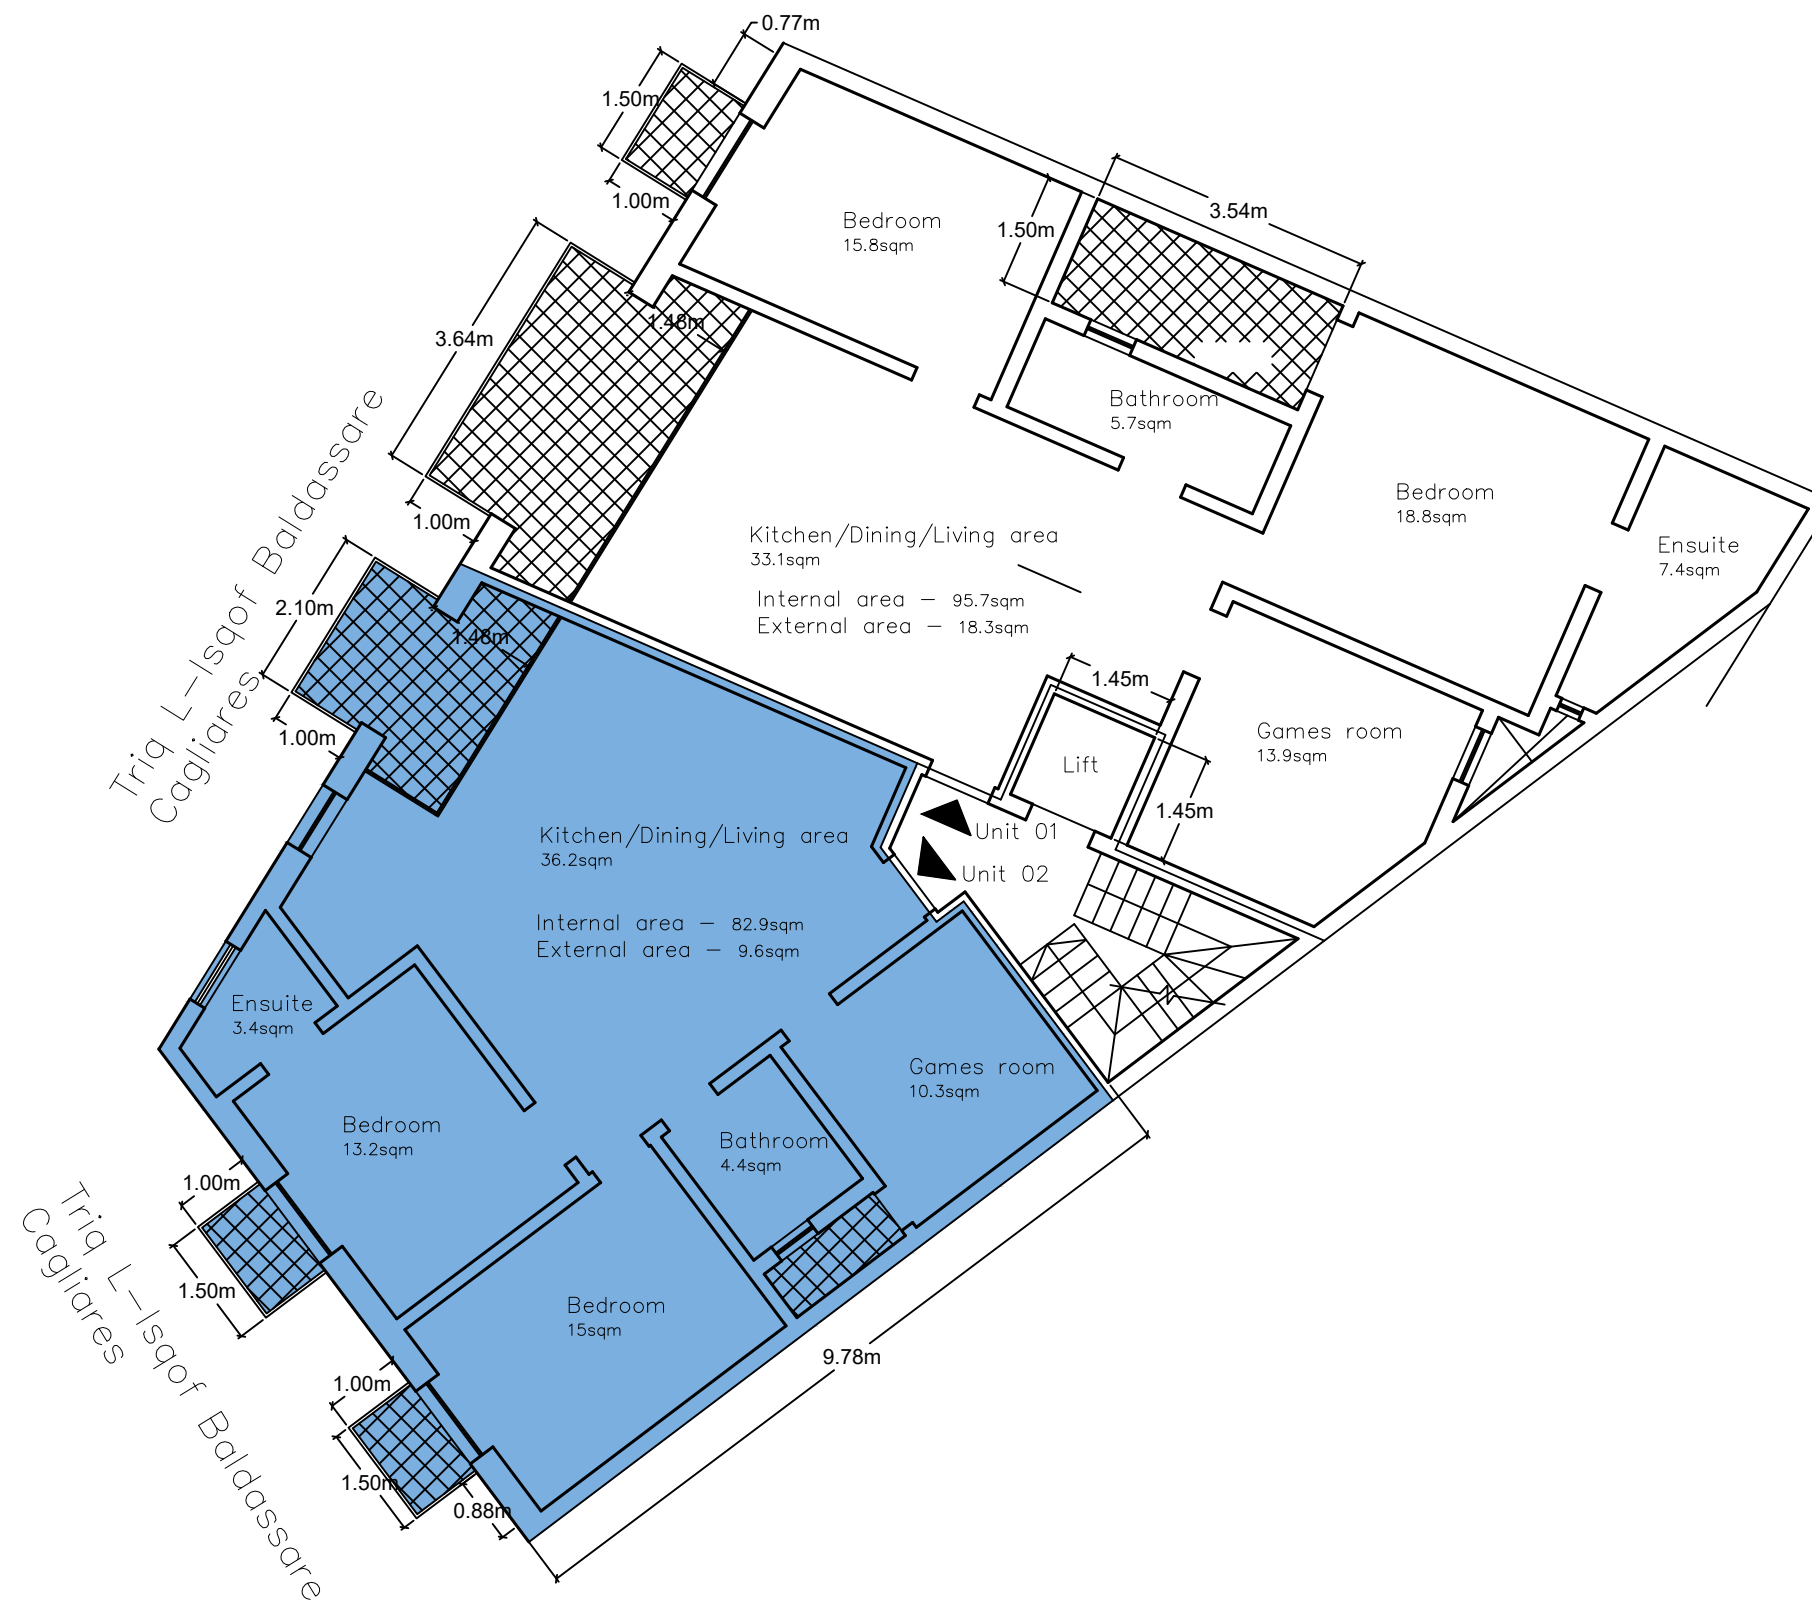 0.77m
1.50m
1.00m
3.54m
1.50m
Bedroom
15.8sqm
1.48m
3.64m
1.00m
Bathroom
5.7sqm
Bedroom
18.8sqm
Ensuite
7.4sqm
Kitchen/Dining/Living area
33.1sqm
Internal area - 95.7sqm
External area - 18.3sqm
Triq L-Isqof Baldassare
Cagliares
2.10m
1.48m
1.00m
1.45m
Lift
1.45m
Games room
13.9sqm
Unit 01
Unit 02
Kitchen/Dining/Living area
36.2sqm
Internal area - 82.9sqm
External area - 9.6sqm
Ensuite
3.4sqm
Games room
10.3sqm
Bedroom
13.2sqm
Bathroom
4.4sqm
1.00m
1.50m
Bedroom
15sqm
9.78m
1.00m
1.50m
0.88m
Triq L-Isqof Baldassare
Cagliares